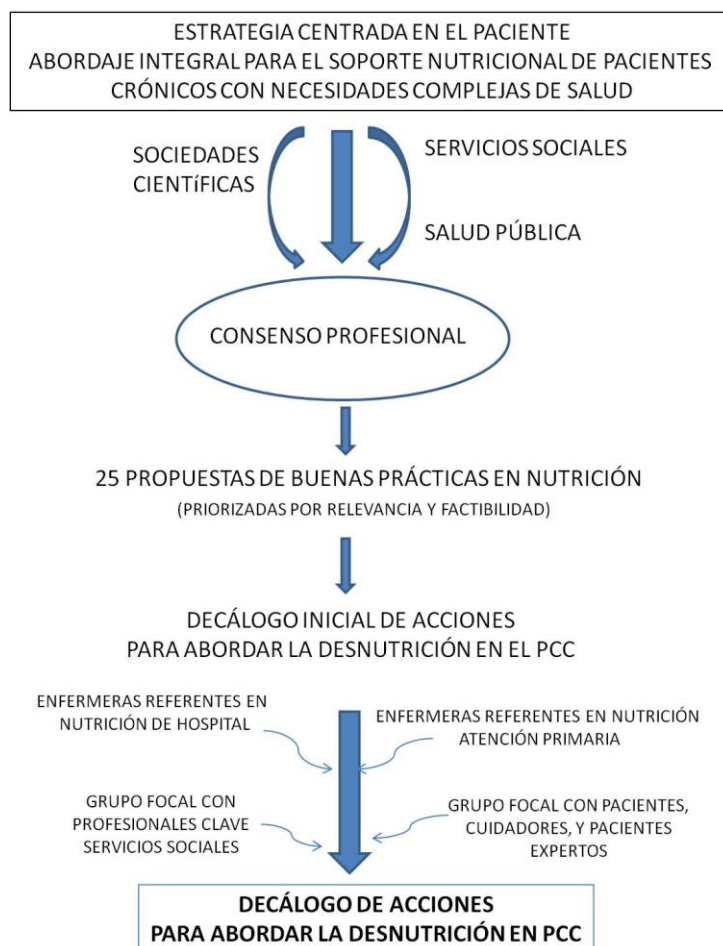 ESTRATEGIA CENTRADA EN EL PACIENTE
ABORDAJE INTEGRAL PARA EL SOPORTE NUTRICIONAL DE PACIENTES
CRÓNICOS CON NECESIDADES COMPLEJAS DE SALUD
SOCIEDADES
CIENTíFICAS
SERVICIOS SOCIALES
SALUD PÚBLICA
CONSENSO PROFESIONAL
25 PROPUESTAS DE BUENAS PRÁCTICAS EN NUTRICIÓN
(PRIORIZADAS POR RELEVANCIA Y FACTIBILIDAD)
DECÁLOGO INICIAL DE ACCIONES
PARA ABORDAR LA DESNUTRICIÓN EN EL PCC
ENFERMERAS REFERENTES EN
NUTRICIÓN DE HOSPITAL
ENFERMERAS REFERENTES EN NUTRICIÓN
ATENCIÓN PRIMARIA
GRUPO FOCAL CON
PROFESIONALES CLAVE
SERVICIOS SOCIALES
GRUPO FOCAL CON PACIENTES,
CUIDADORES, Y PACIENTES
EXPERTOS
DECÁLOGO DE ACCIONES
PARA ABORDAR LA DESNUTRICIÓN EN PCC